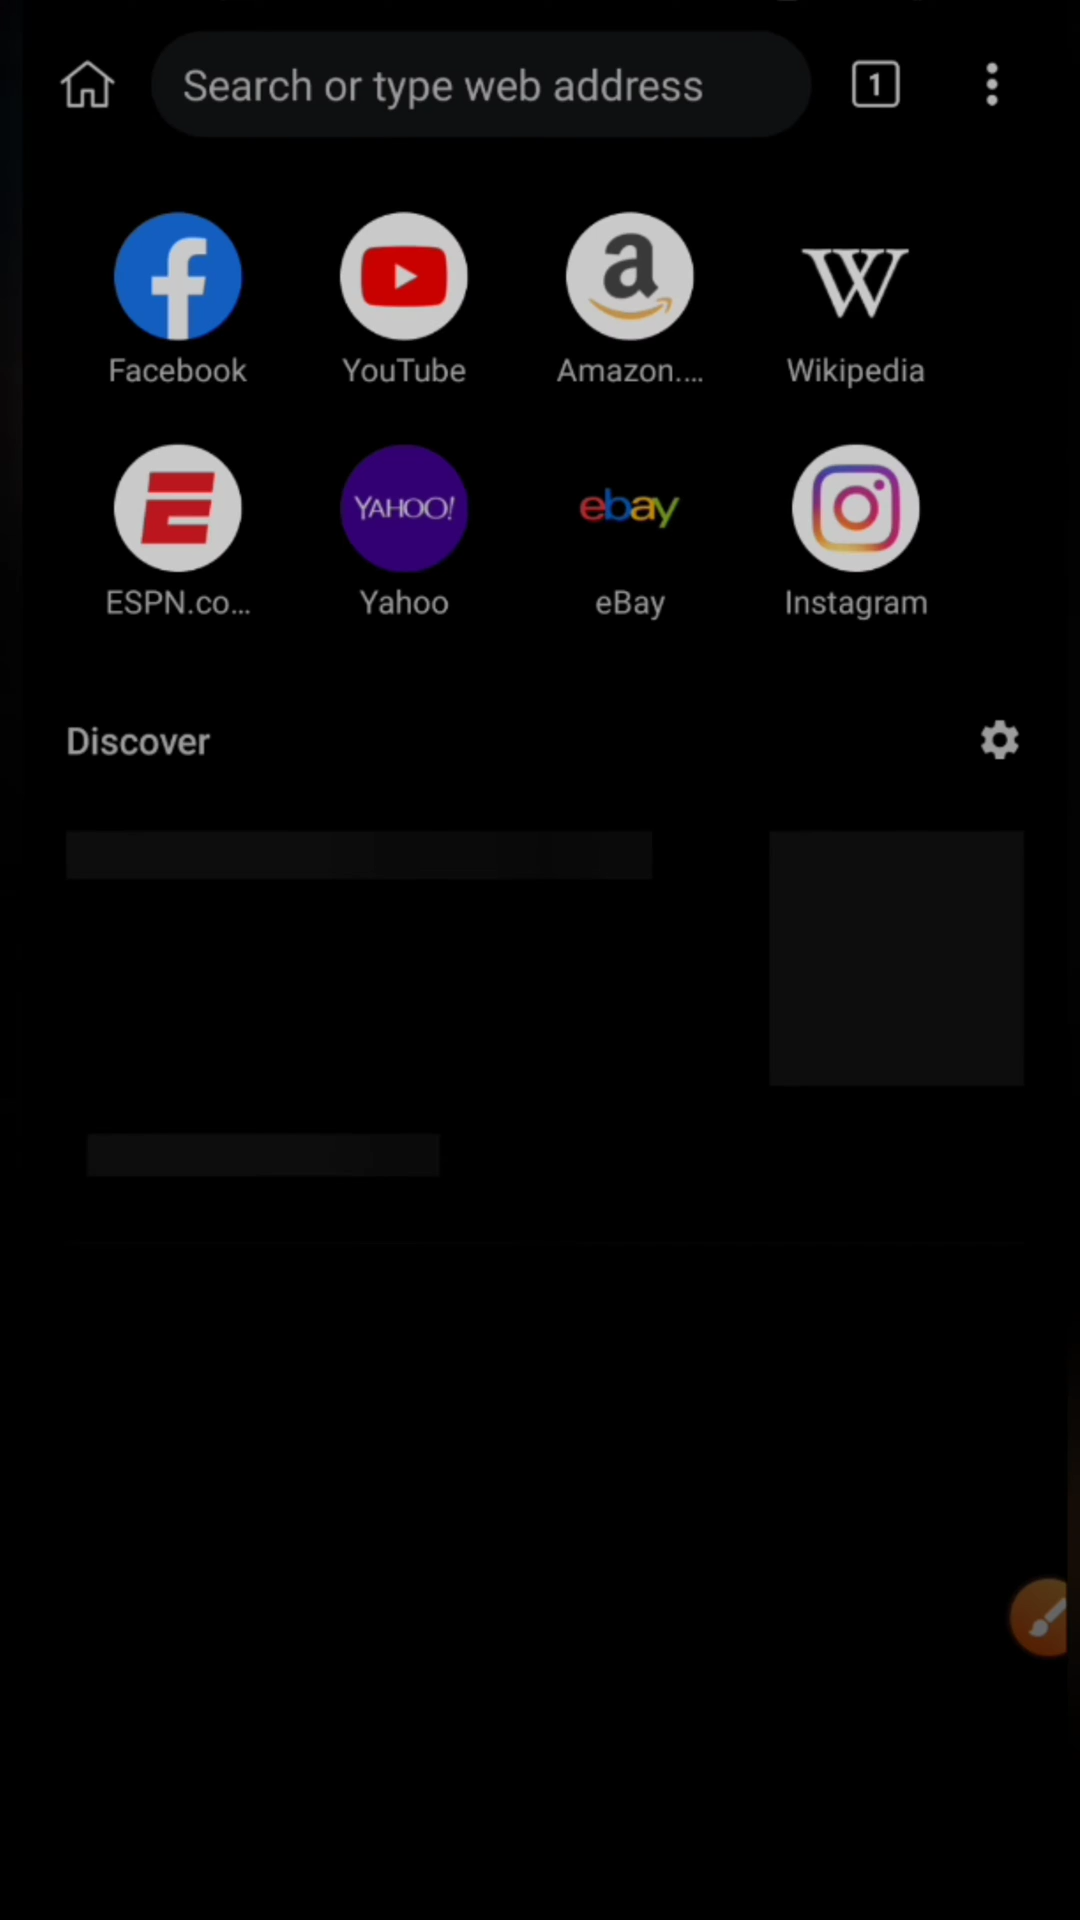 Search or type web address
1
Facebook
YouTube
Amazon....
Wikipedia
YAHOO!
ebay
ESPN.co...
Yahoo
eBay
Instagram
Discover